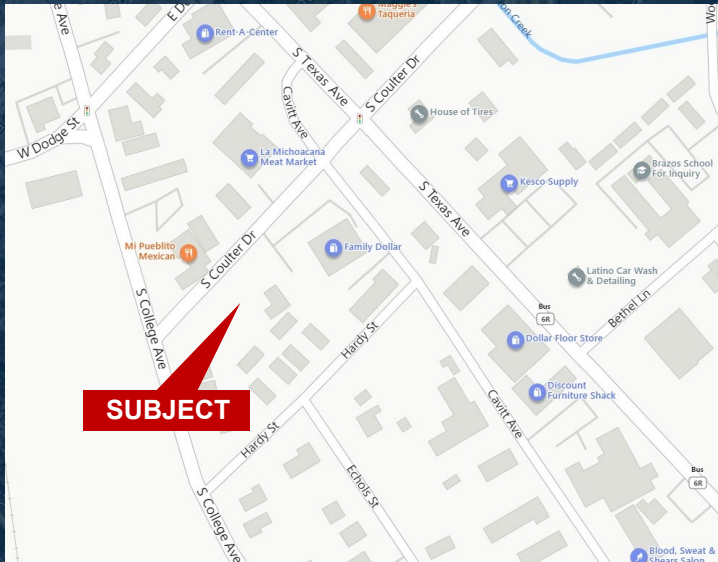 Maggie's
Taqueria
Rent-A-Center
S Texas Ave
Cavitt Ave
S Coulter Dr
House of Tires
W Dodge St
La Michoacana
Meat Market
Kesco Supply
Brazos School
For Inquiry
S Texas Ave
Mi Pueblito
Mexican
S Coulter Dr
Family Dollar
Latino Car Wash
& Detailing
Bus
6R
Bethel Ln
S College Ave
Hardy St
Dollar Floor Store
Discount
Furniture Shack
SUBJECT
Cavitt Ave
Hardy St
Echols St
Bus
6R
S College Ave
Blood, Sweat &
Shears Salon